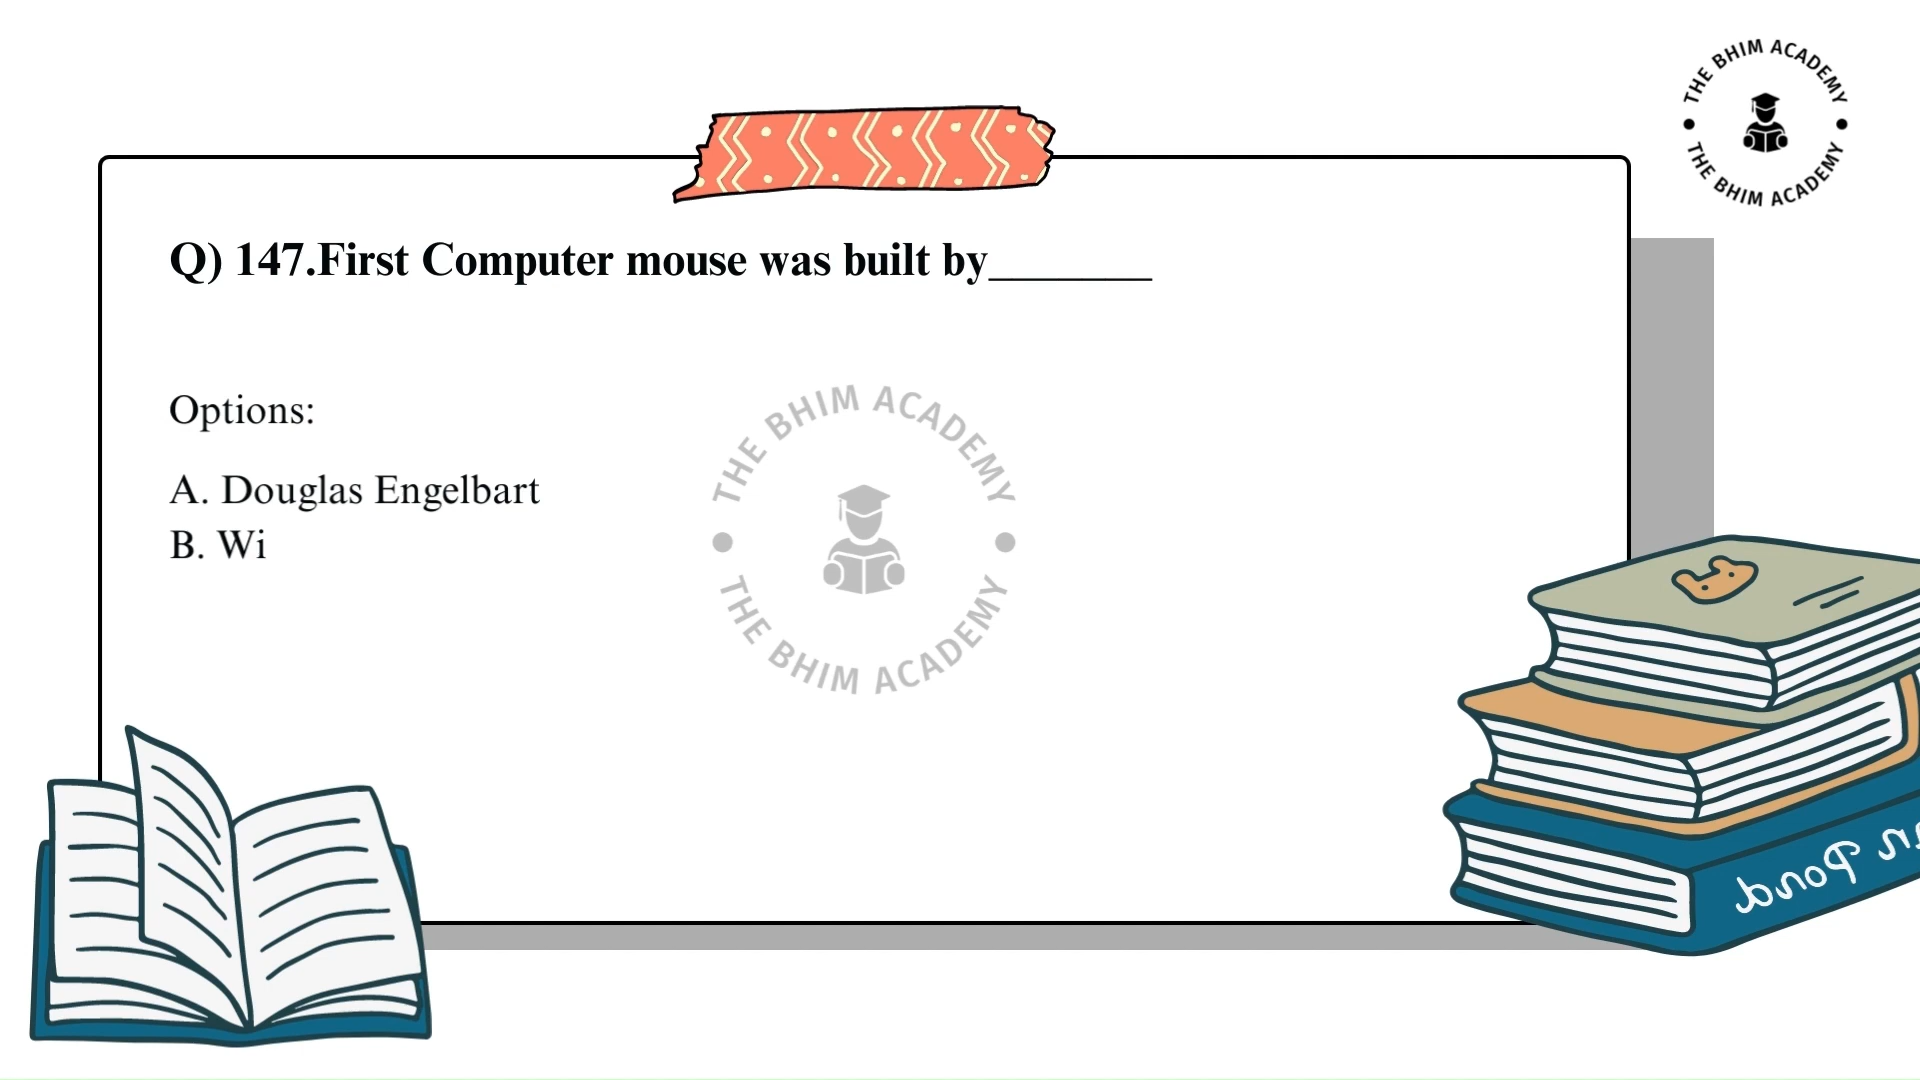 THE BHIM ACADEMY
THE BHIM ACADEMY
Q) 147.First Computer mouse was built by_______
Options:
A. Douglas Engelbart
B. Wi
THE BHIM ACADEMY
THE BHIM ACADEMY
Pond